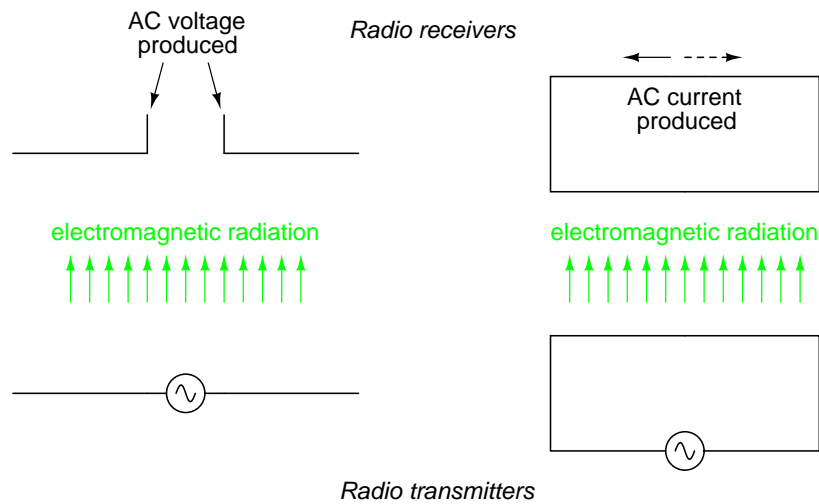 AC voltage
produced
Radio receivers
AC current
produced
electromagnetic radiation
electromagnetic radiation
Radio transmitters